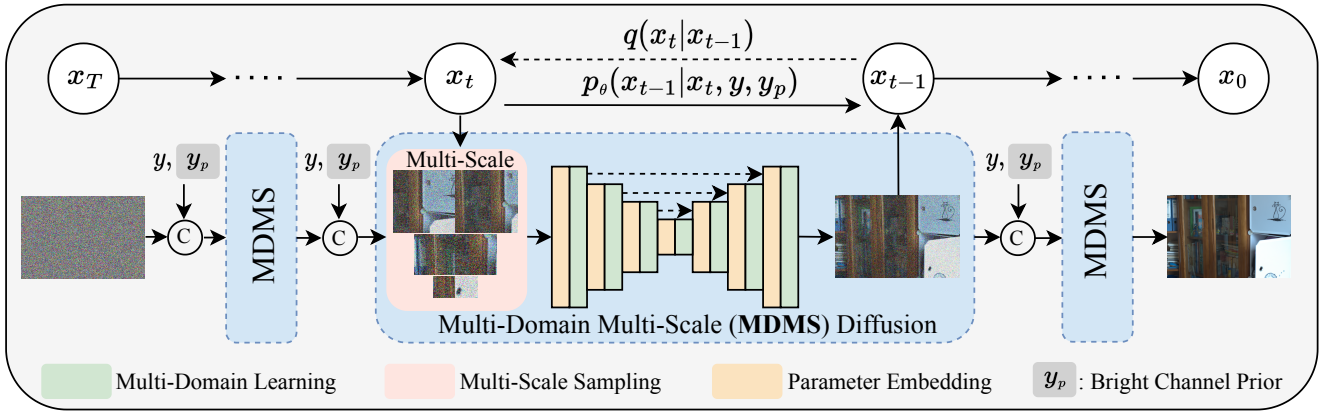 q(x_t|x_{t−1})
x_T
x_t
x_{t−1}
x_0
p_θ(x_{t−1}|x_t, y, y_p)
y, y_p
y, y_p
y, y_p
Multi-Scale
MDMS
MDMS
C
C
C
Multi-Domain Multi-Scale (MDMS) Diffusion
Multi-Domain Learning
Multi-Scale Sampling
Parameter Embedding
y_p : Bright Channel Prior